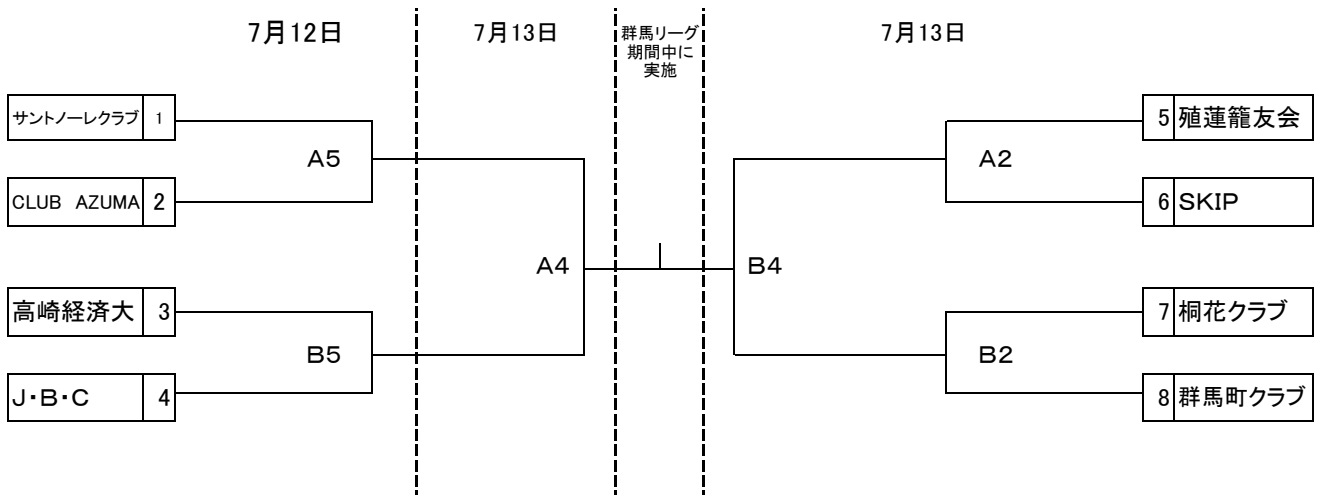 7月12日
7月13日
群馬リーグ
期間中に
実施
7月13日
サントノーレクラブ 1
A5
CLUB AZUMA 2
高崎経済大 3
B5
J・B・C 4
A4
B4
5 殖蓮籠友会
A2
6 SKIP
7 桐花クラブ
B2
8 群馬町クラブ